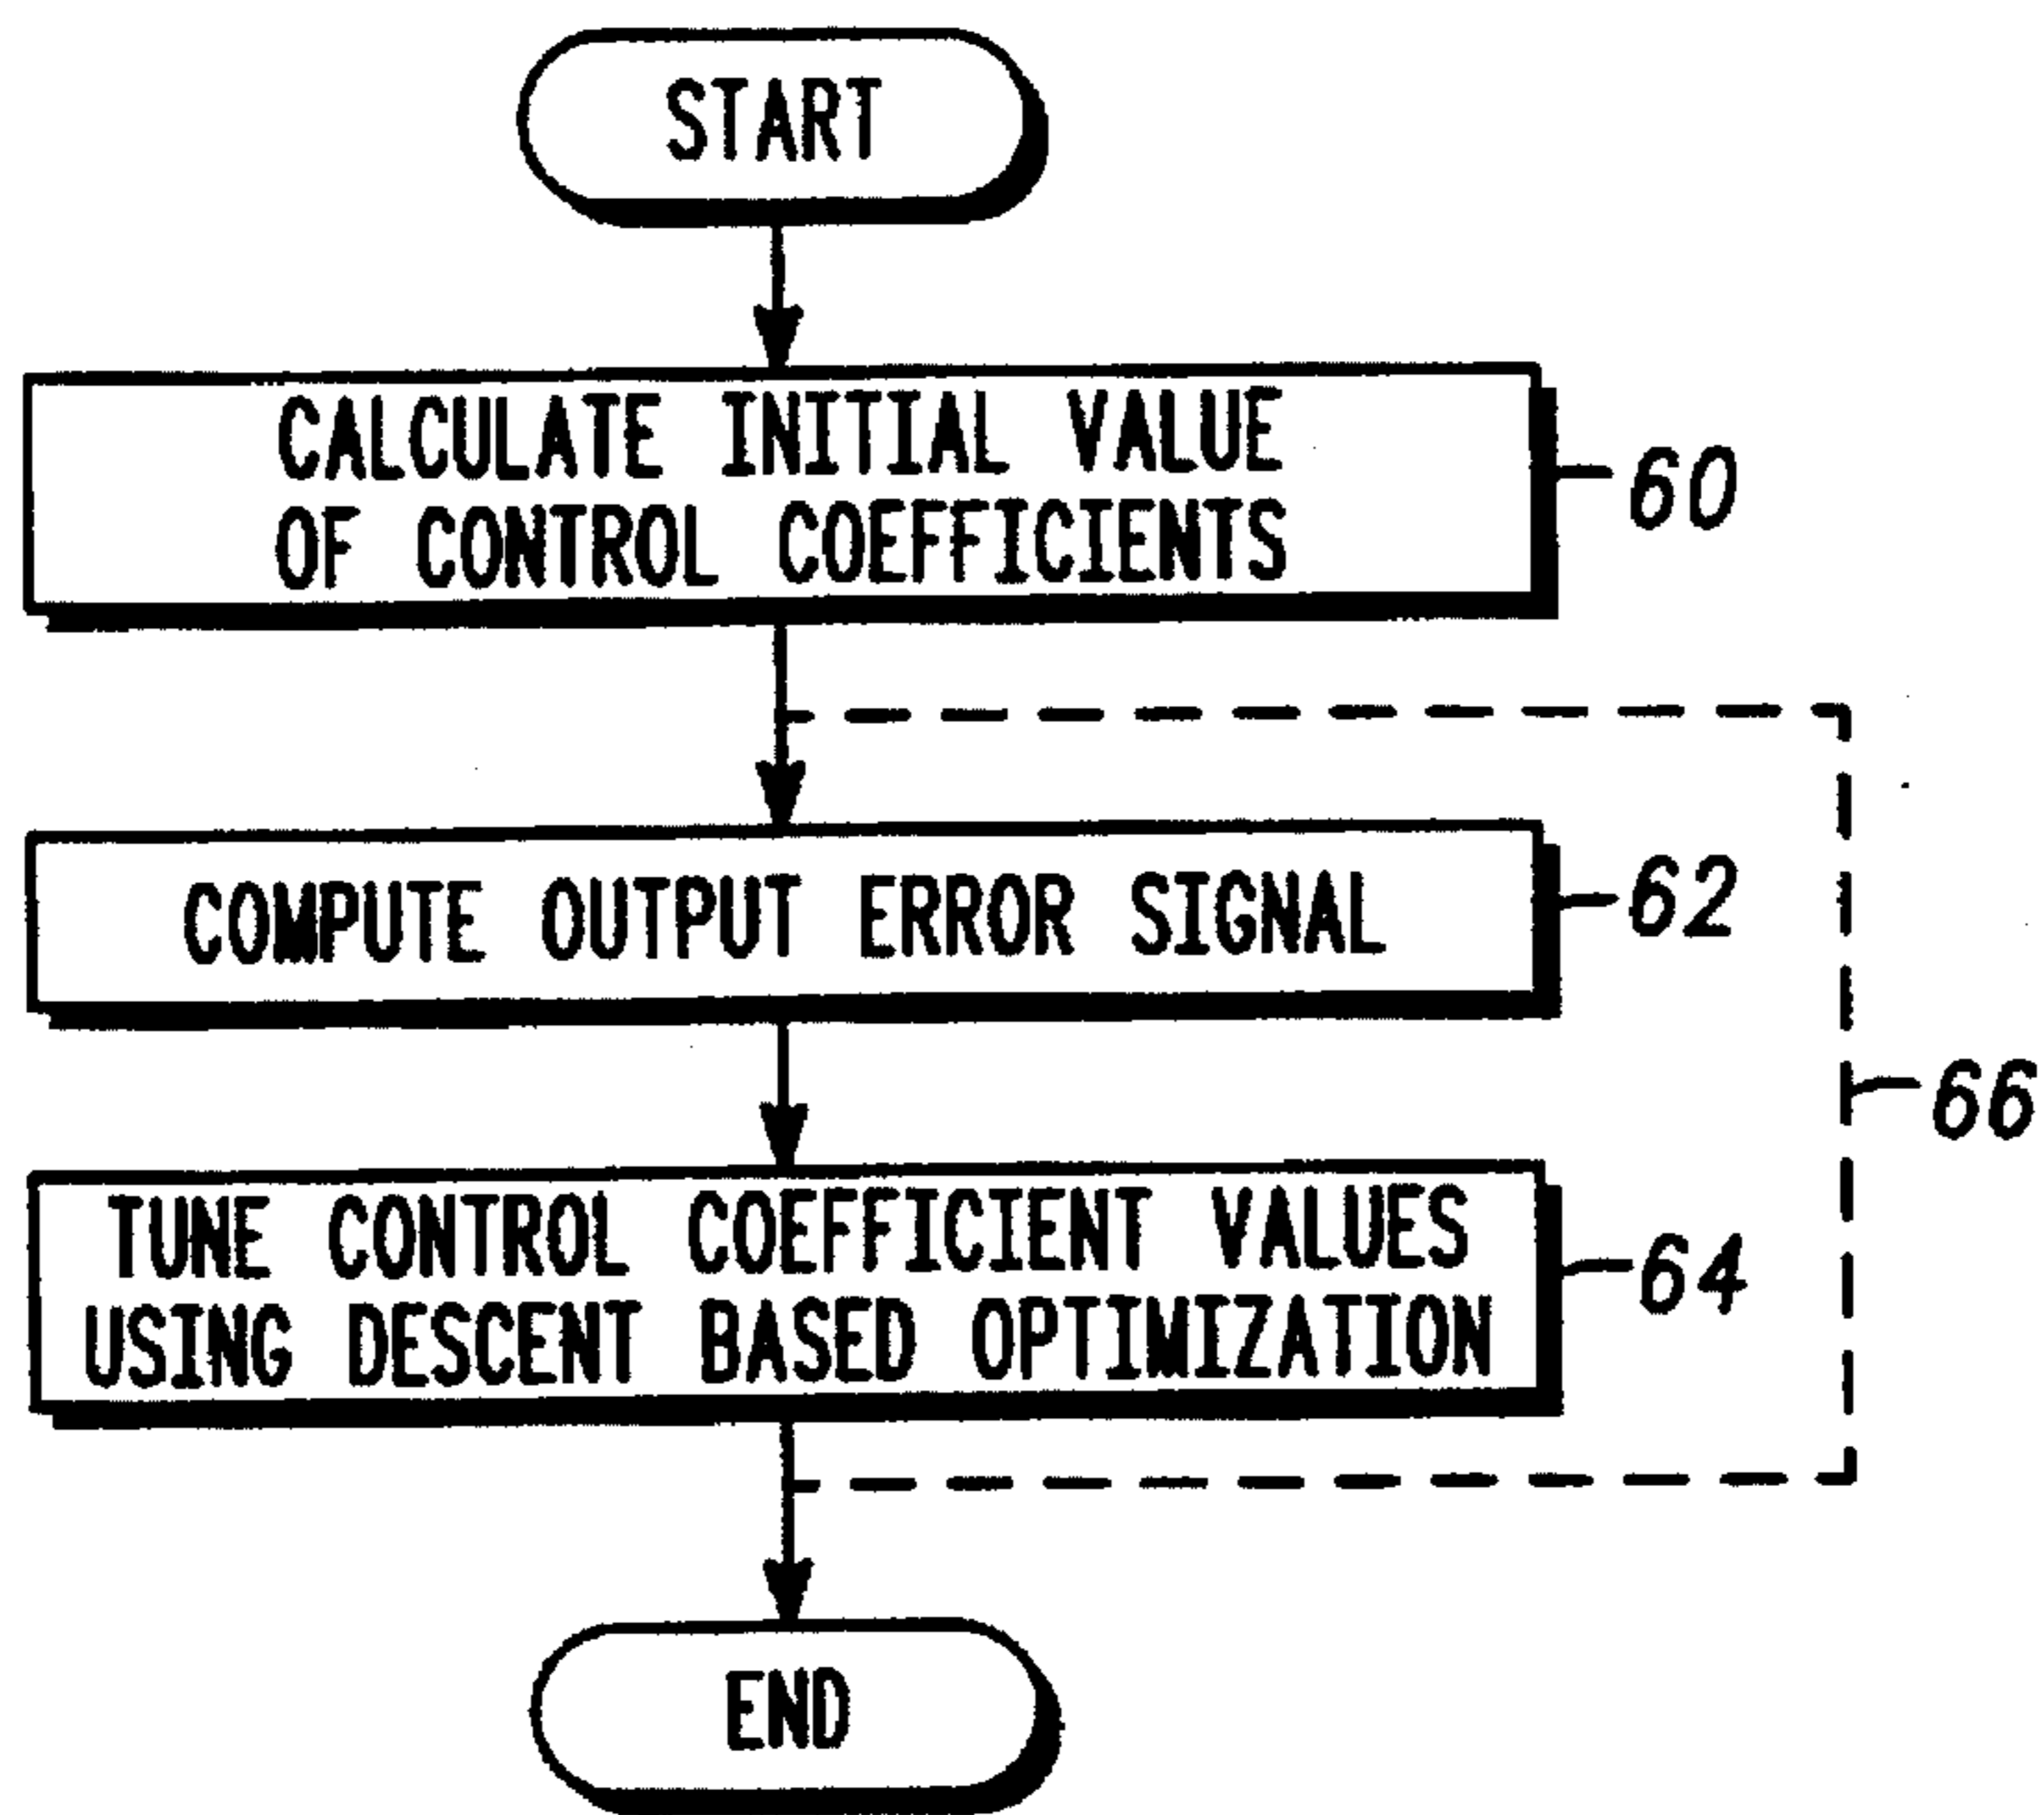 START
CALCULATE INITIAL VALUE
OF CONTROL COEFFICIENTS
60
COMPUTE OUTPUT ERROR SIGNAL
62
66
TUNE CONTROL COEFFICIENT VALUES
USING DESCENT BASED OPTIMIZATION
64
END